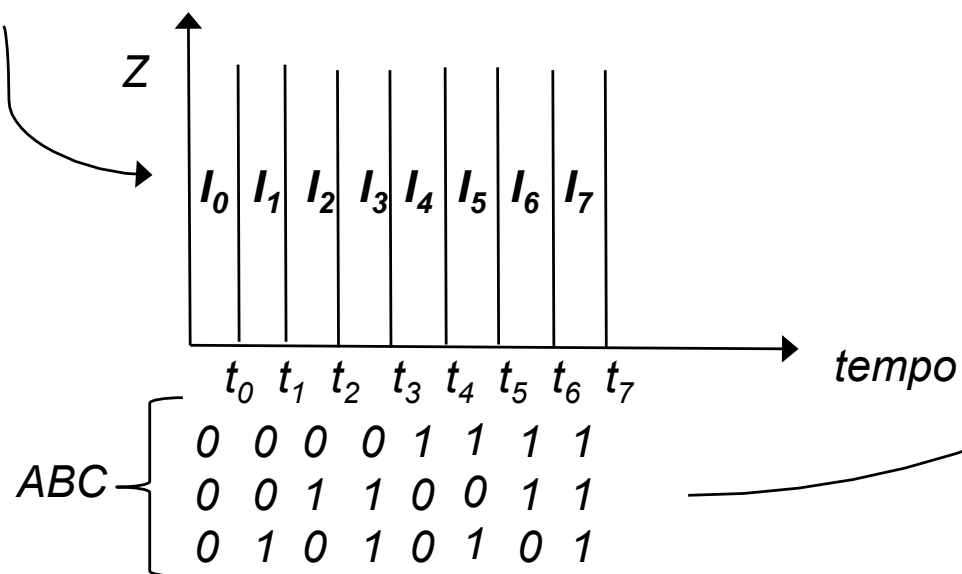 Z
I0 I1 I2 I3 I4 I5 I6 I7
t0 t1 t2 t3 t4 t5 t6 t7
tempo
0 0 0 0 1 1 1 1
ABC
0 0 1 1 0 0 1 1
0 1 0 1 0 1 0 1